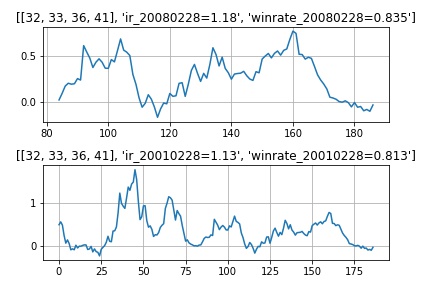 [[32, 33, 36, 41], 'ir_20080228=1.18', 'winrate_20080228=0.835']
0.5
0.0
80 100 120 140 160 180
[[32, 33, 36, 41], 'ir_20010228=1.13', 'winrate_20010228=0.813']
1
0
0 25 50 75 100 125 150 175